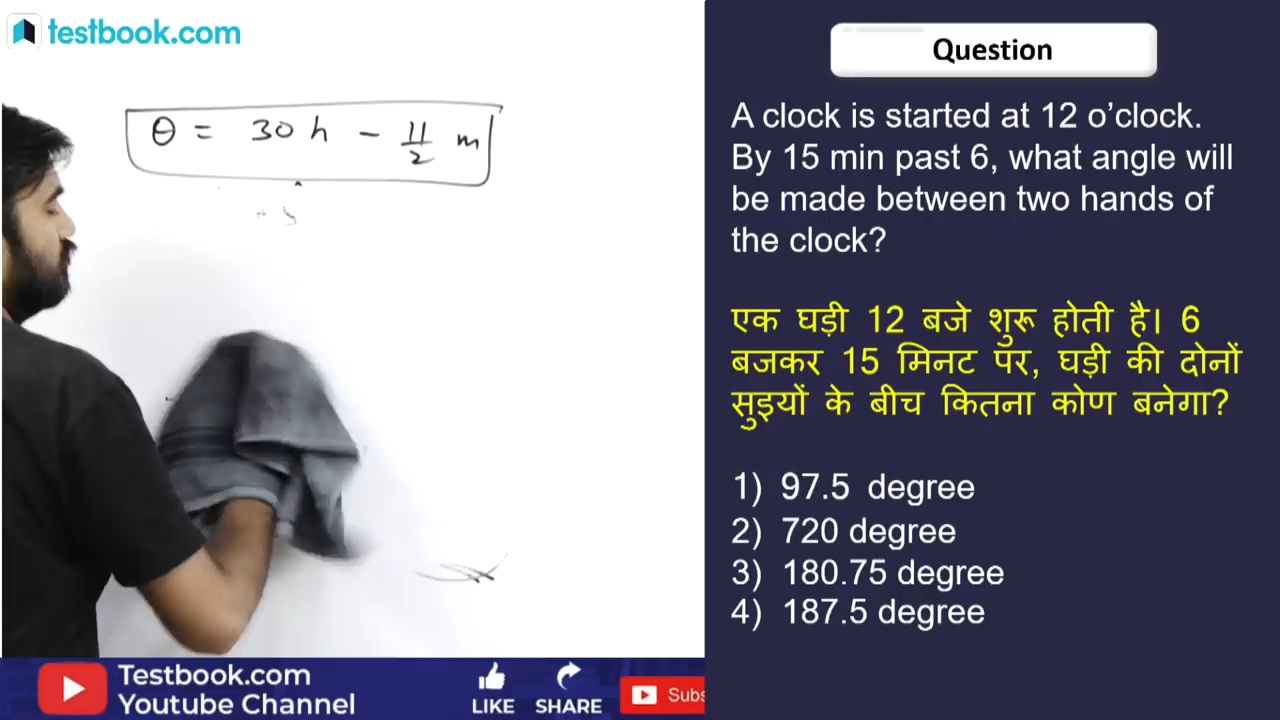 testbook.com
θ = 30 h - 11/2 m
Question
A clock is started at 12 o’clock.
By 15 min past 6, what angle will
be made between two hands of
the clock?
एक घड़ी 12 बजे शुरू होती है। 6
बजकर 15 मिनट पर, घड़ी की दोनों
सुइयों के बीच कितना कोण बनेगा?
1) 97.5 degree
2) 720 degree
3) 180.75 degree
4) 187.5 degree
Testbook.com
Youtube Channel
LIKE
SHARE
Subs